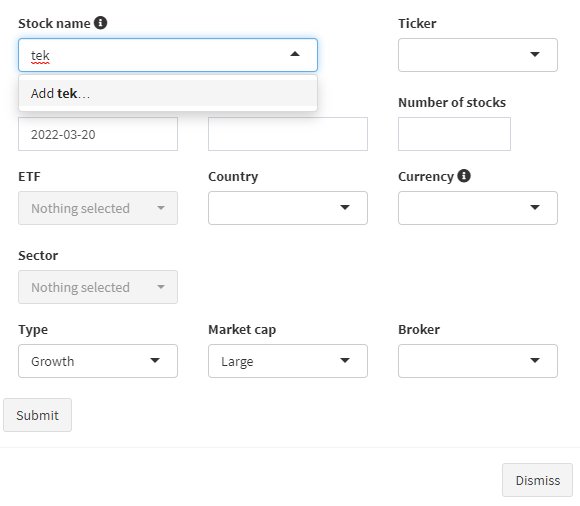 Stock name Ticker
tek
Add tek...
Number of stocks
2022-03-20
ETF Country Currency
Nothing selected
Sector
Nothing selected
Type Market cap Broker
Growth Large
Submit
Dismiss